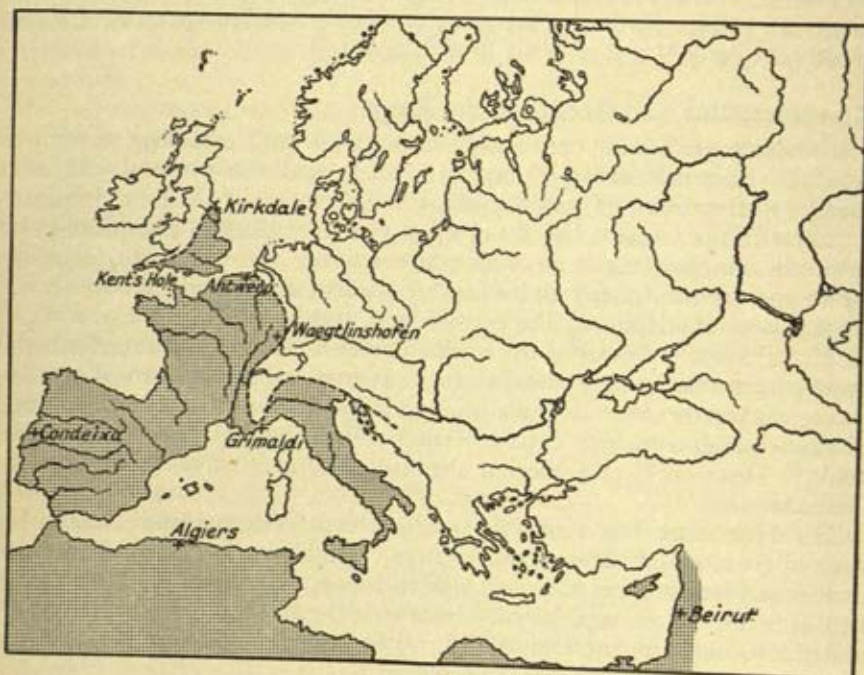 Kirkdale
Kent's Hole
Antwerp
Waegtlinshofen
Condeixa
Grimaldi
Algiers
Beirut